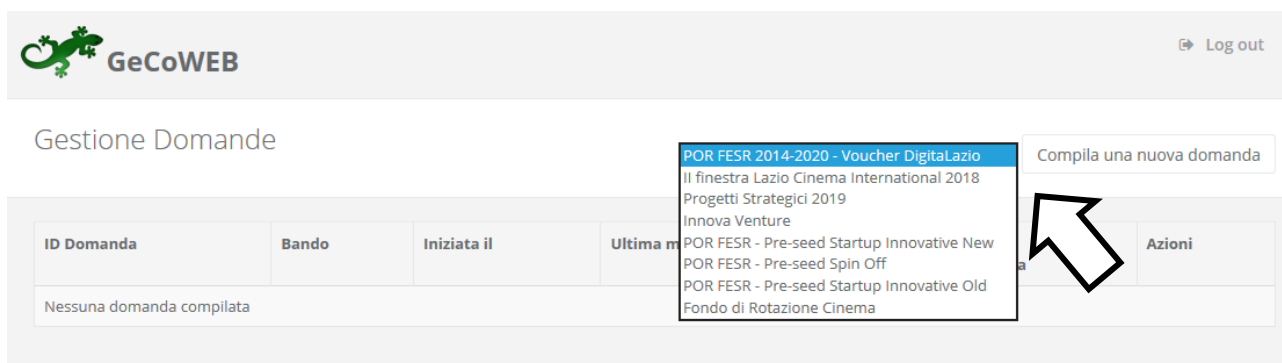 GeCoWEB
Log out
Gestione Domande
POR FESR 2014-2020 - Voucher DigitaLazio
II finestra Lazio Cinema International 2018
Progetti Strategici 2019
Innova Venture
POR FESR - Pre-seed Startup Innovative New
POR FESR - Pre-seed Spin Off
POR FESR - Pre-seed Startup Innovative Old
Fondo di Rotazione Cinema
Compila una nuova domanda
ID Domanda Bando Iniziata il Ultima Azioni
Nessuna domanda compilata